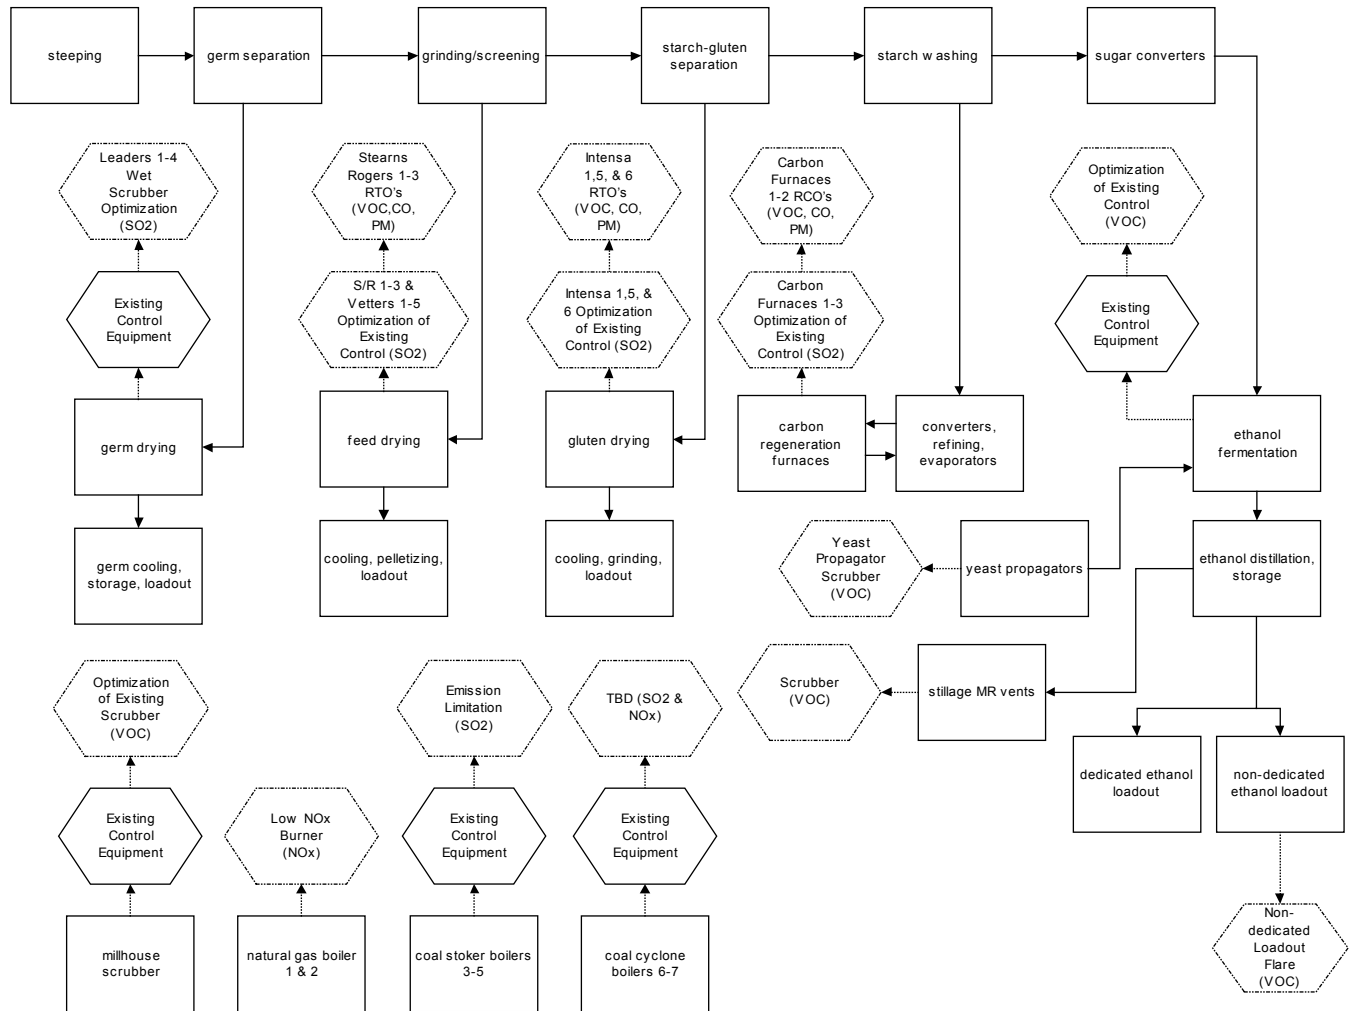 steeping
germ separation
grinding/screening
starch-gluten
separation
starch washing
sugar converters
Leaders 1-4
Wet
Scrubber
Optimization
(SO2)
Stearns
Rogers 1-3
RTO's
(VOC,CO,
PM)
Intensa
1,5, & 6
RTO's
(VOC, CO,
PM)
Carbon
Furnaces
1-2 RCO's
(VOC, CO,
PM)
Optimization
of Existing
Control
(VOC)
Existing
Control
Equipment
S/R 1-3 &
Vetters 1-5
Optimization of
Existing
Control (SO2)
Intensa 1,5, &
6 Optimization
of Existing
Control (SO2)
Carbon
Furnaces 1-3
Optimization of
Existing
Control (SO2)
Existing
Control
Equipment
germ drying
feed drying
gluten drying
carbon
regeneration
furnaces
converters,
refining,
evaporators
ethanol
fermentation
germ cooling,
storage, loadout
cooling, pelletizing,
loadout
cooling, grinding,
loadout
Yeast
Propagator
Scrubber
(VOC)
yeast propagators
ethanol distillation,
storage
Optimization
of Existing
Scrubber
(VOC)
Emission
Limitation
(SO2)
TBD (SO2 &
NOx)
Scrubber
(VOC)
stillage MR vents
dedicated ethanol
loadout
non-dedicated
ethanol loadout
Existing
Control
Equipment
Low NOx
Burner
(NOx)
Existing
Control
Equipment
Existing
Control
Equipment
millhouse
scrubber
natural gas boiler
1 & 2
coal stoker boilers
3-5
coal cyclone
boilers 6-7
Non-
dedicated
Loadout
Flare
(VOC)